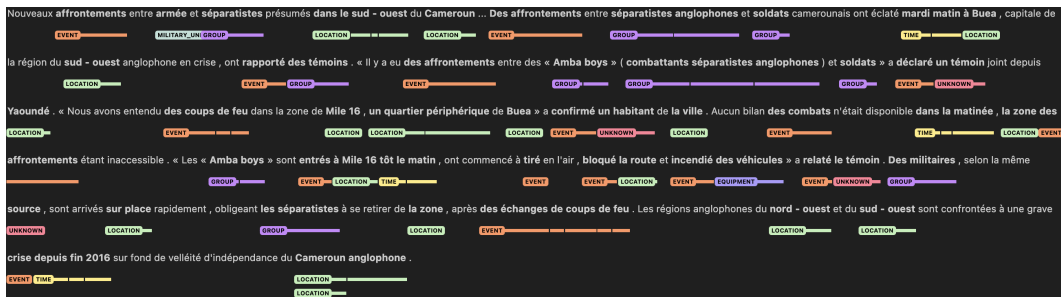 Nouveaux affrontements entre armée et séparatistes présumés dans le sud - ouest du Cameroun ... Des affrontements entre séparatistes anglophones et soldats camerounais ont éclaté mardi matin à Buea , capitale de
EVENT MILITARY_UNI GROUP LOCATION LOCATION EVENT GROUP GROUP TIME LOCATION
la région du sud - ouest anglophone en crise , ont rapporté des témoins . « Il y a eu des affrontements entre des « Amba boys » ( combattants séparatistes anglophones ) et soldats » a déclaré un témoin joint depuis
LOCATION EVENT GROUP EVENT GROUP GROUP GROUP EVENT UNKNOWN
Yaoundé . « Nous avons entendu des coups de feu dans la zone de Mile 16 , un quartier périphérique de Buea » a confirmé un habitant de la ville . Aucun bilan des combats n'était disponible dans la matinée , la zone des
LOCATION EVENT LOCATION LOCATION LOCATION EVENT UNKNOWN LOCATION EVENT TIME LOCATION EVENT
affrontements étant inaccessible . « Les « Amba boys » sont entrés à Mile 16 tôt le matin , ont commencé à tiré en l'air , bloqué la route et incendié des véhicules » a relaté le témoin . Des militaires , selon la même
GROUP EVENT LOCATION TIME EVENT EVENT LOCATION EVENT EQUIPMENT EVENT UNKNOWN GROUP
source , sont arrivés sur place rapidement , obligeant les séparatistes à se retirer de la zone , après des échanges de coups de feu . Les régions anglophones du nord - ouest et du sud - ouest sont confrontées à une grave
UNKNOWN LOCATION GROUP LOCATION EVENT LOCATION LOCATION
crise depuis fin 2016 sur fond de velléité d'indépendance du Cameroun anglophone .
EVENT TIME LOCATION
LOCATION